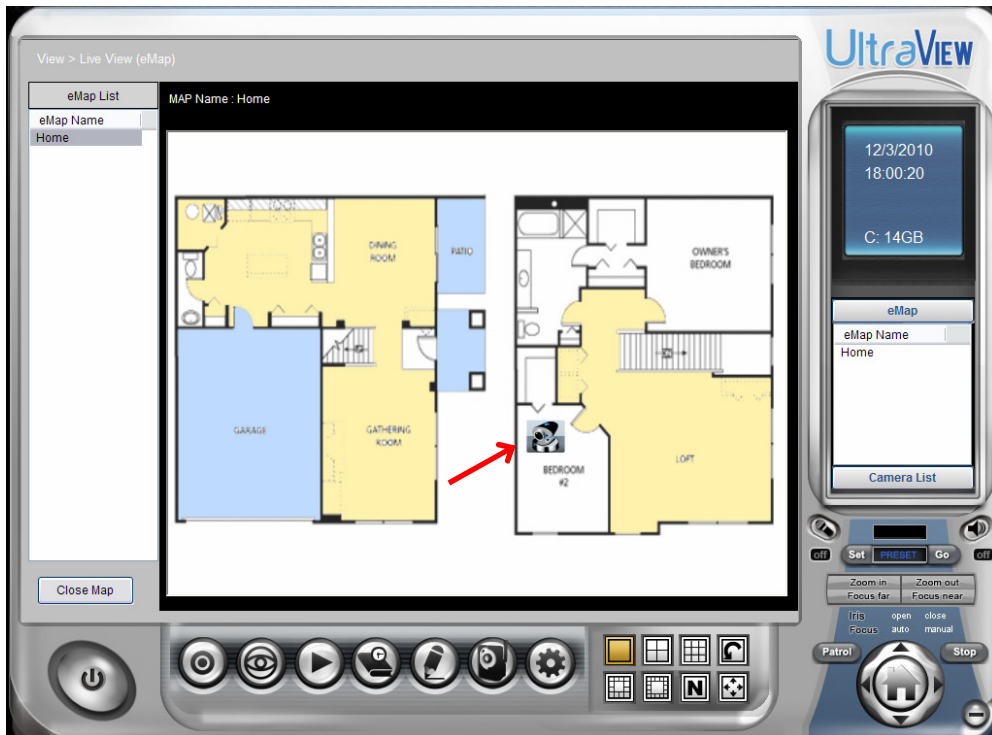 UltraVIEW
View > Live View (eMap)
eMap List
eMap Name
Home
MAP Name : Home
DINING
ROOM
PATIO
OWNER'S
BEDROOM
GARAGE
GATHERING
ROOM
BEDROOM
#2
LOFT
Close Map
12/3/2010
18:00:20
C: 14GB
eMap
eMap Name
Home
Camera List
off
Set
PRESET
Go
off
Zoom in
Zoom out
Focus far
Focus near
Iris open close
Focus auto manual
Patrol
Stop
N